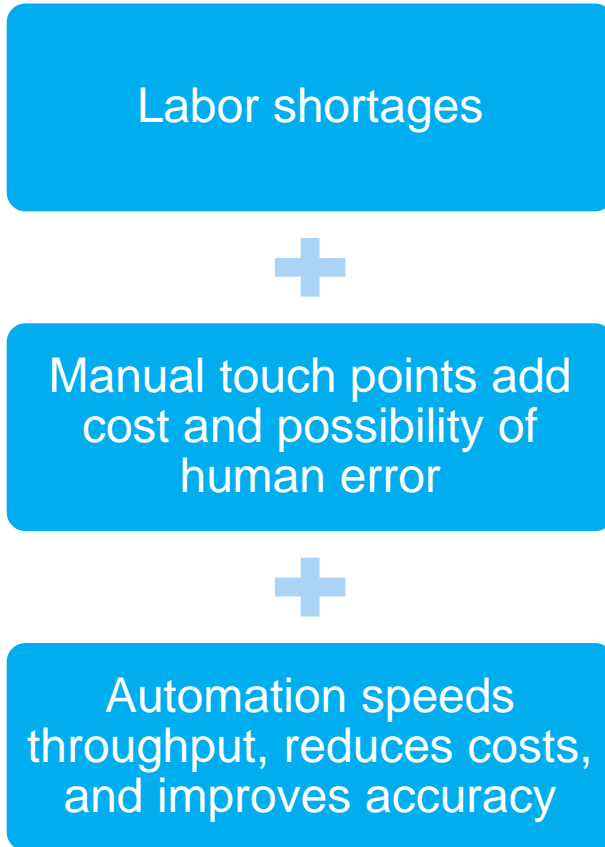 Labor shortages
Manual touch points add
cost and possibility of
human error
Automation speeds
throughput, reduces costs,
and improves accuracy